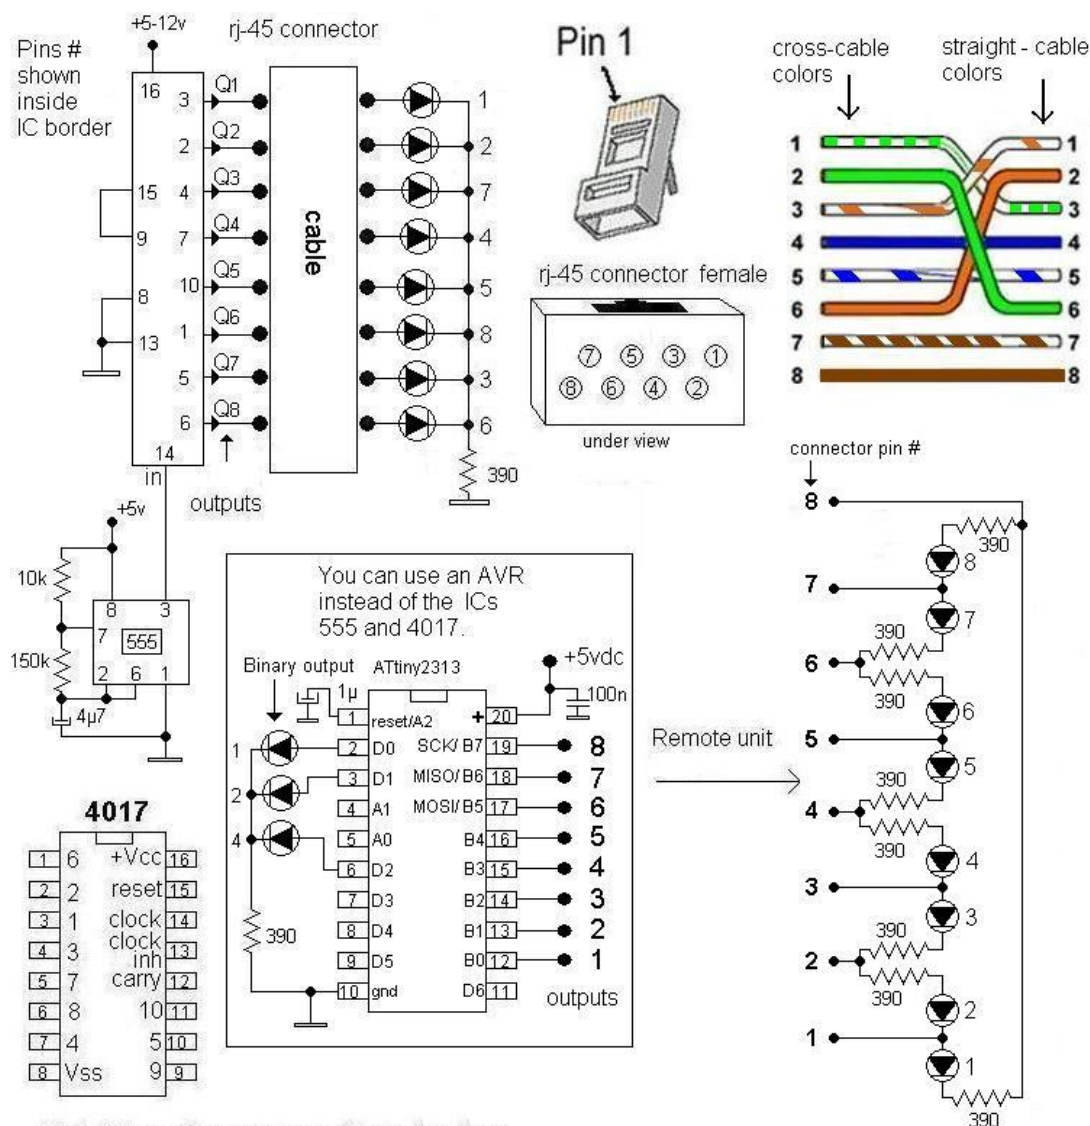 +5-12v
rj-45 connector
Pins #
shown
inside
IC border
16
3 Q1 1
2 Q2 2
15 4 Q3 7
9 7 Q4 4
10 Q5 5
8
1 Q6 8
13
5 Q7 3
6 Q8 6
14
in
cable
outputs
390
Pin 1
rj-45 connector female
7 5 3 1
8 6 4 2
under view
cross-cable
colors
straight - cable
colors
1 1
2 2
3 3
4 4
5 5
6 6
7 7
8 8
+5v
10k
8 3
7 555
150k
2 6 1
4µ7
4017
1 6 +Vcc 16
2 2 reset 15
3 1 clock 14
4 3 clock
inh 13
5 7 carry 12
6 8 10 11
7 4 5 10
8 Vss 9 9
You can use an AVR
instead of the ICs
555 and 4017.
Binary output
ATtiny2313
+5vdc
1µ
100n
1 reset/A2 + 20
1 2 D0 SCK/ B7 19 8
2 3 D1 MISO/ B6 18 7
4 A1 MOSI/ B5 17 6
4 5 A0 B4 16 5
6 D2 B3 15 4
7 D3 B2 14 3
390 8 D4 B1 13 2
9 D5 B0 12 1
10 gnd D6 11
outputs
Remote unit
connector pin #
8
390
8
7
7
390
6
390
6
5
5
390
4
390
4
3
3
390
2
390
2
1
1
390